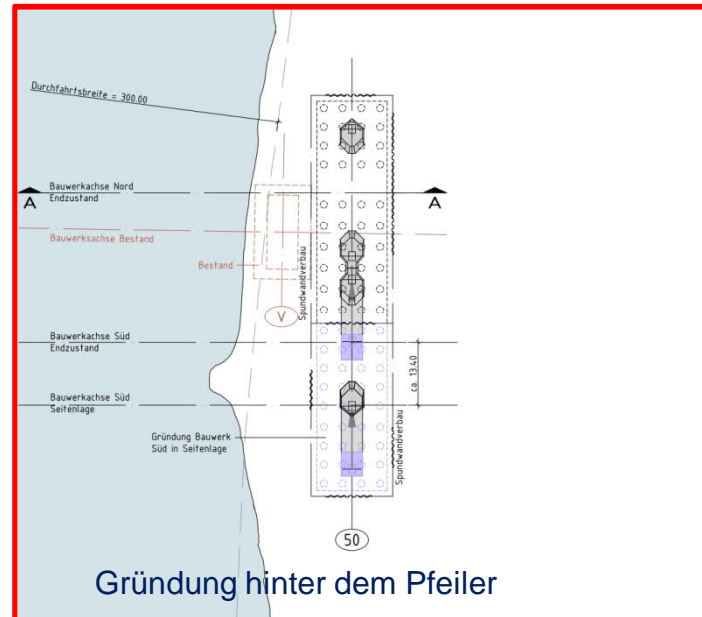 Durchfahrtsbreite = 300.00
Bauwerkachse Nord
Endzustand
A
A
Bauwerksachse Bestand
Bestand
Spundwandverbau
V
Bauwerkachse Süd
Endzustand
ca. 13.40
Bauwerkachse Süd
Seitenlage
Gründung Bauwerk
Süd in Seitenlage
Spundwandverbau
50
Gründung hinter dem Pfeiler